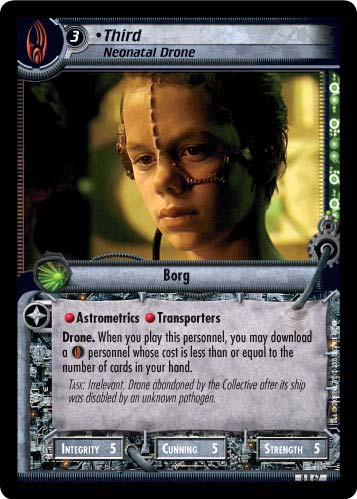 3 •Third
Neonatal Drone
Borg
Astrometrics Transporters
Drone. When you play this personnel, you may download
a personnel whose cost is less than or equal to the
number of cards in your hand.
TASK: Irrelevant. Drone abandoned by the Collective after its ship
was disabled by an unknown pathogen.
INTEGRITY 5 CUNNING 5 STRENGTH 5